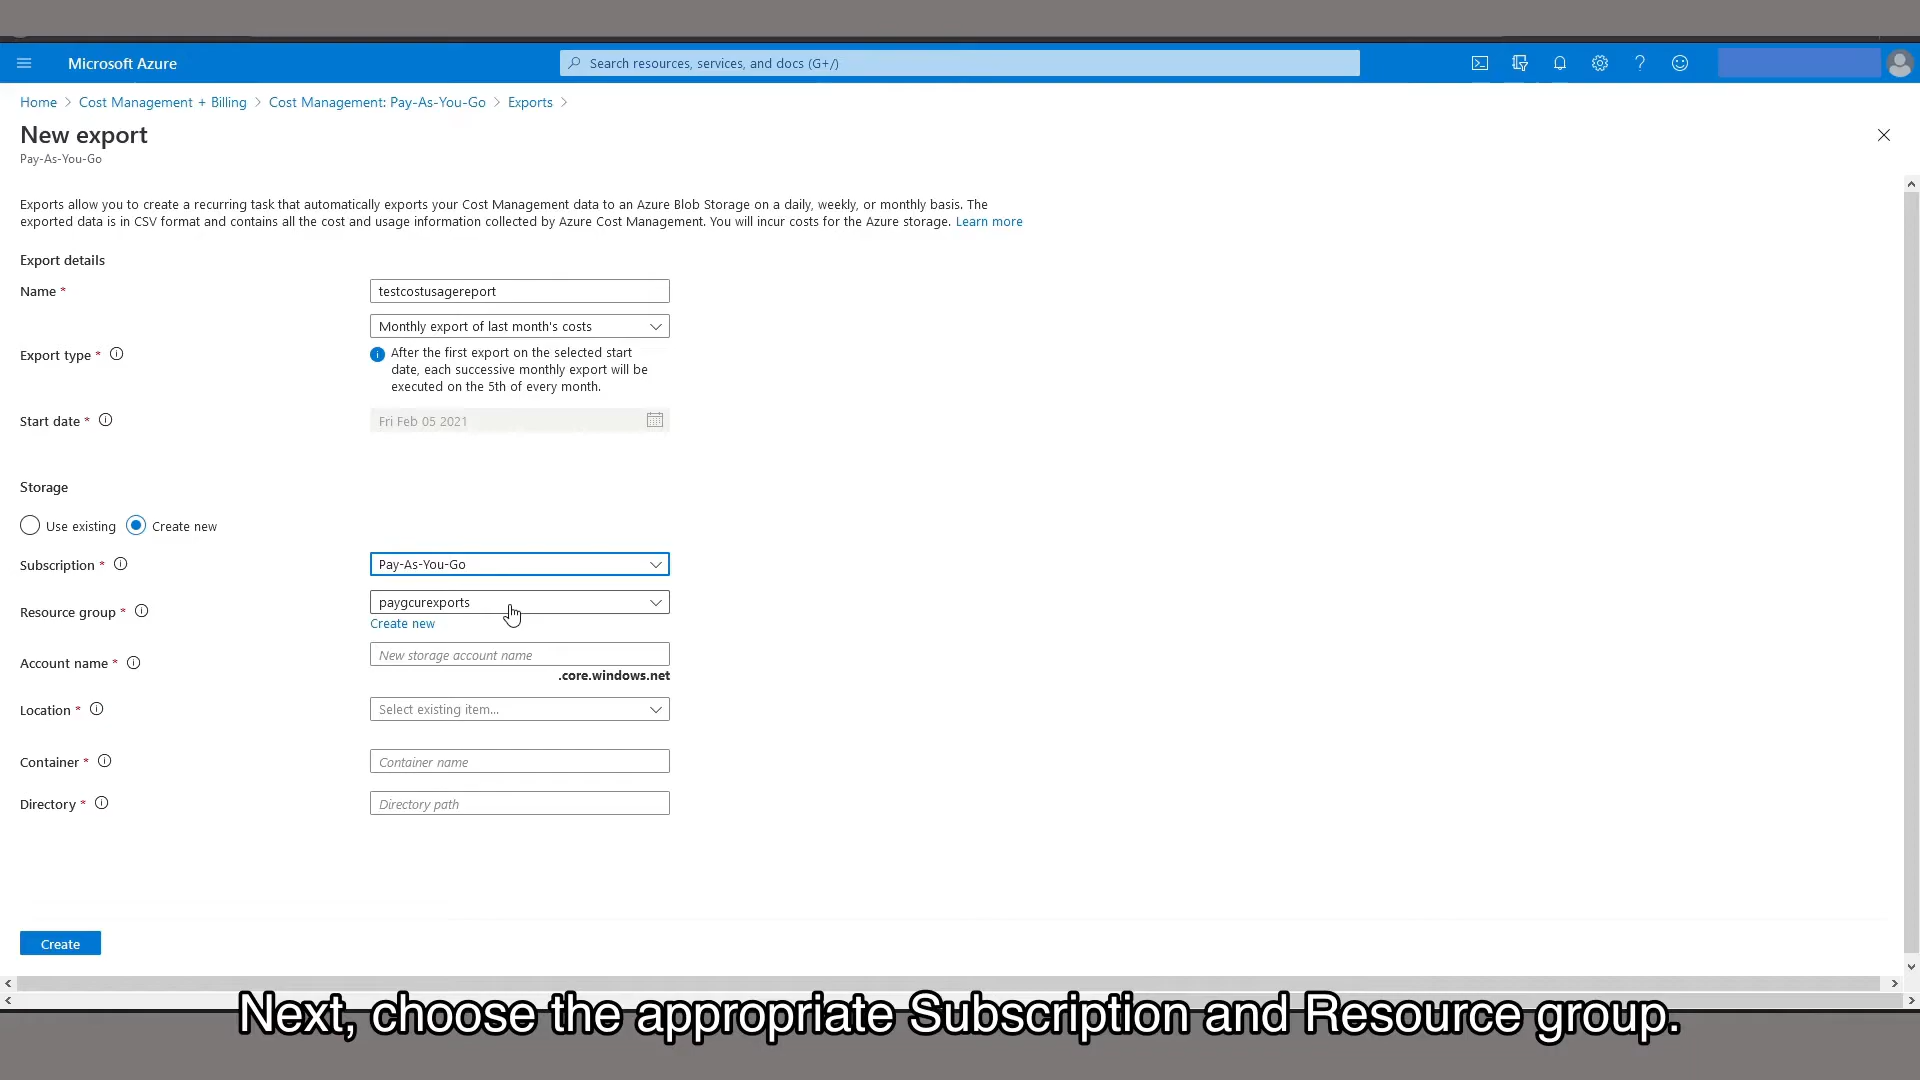 Microsoft Azure
Search resources, services, and docs (G+/)
Home > Cost Management + Billing > Cost Management: Pay-As-You-Go > Exports >
New export
Pay-As-You-Go
Exports allow you to create a recurring task that automatically exports your Cost Management data to an Azure Blob Storage on a daily, weekly, or monthly basis. The
exported data is in CSV format and contains all the cost and usage information collected by Azure Cost Management. You will incur costs for the Azure storage. Learn more
Export details
Name *
testcostusagereport
Monthly export of last month's costs
Export type *
After the first export on the selected start
date, each successive monthly export will be
executed on the 5th of every month.
Start date *
Fri Feb 05 2021
Storage
Use existing
Create new
Subscription *
Pay-As-You-Go
Resource group *
paygcurexports
Create new
Account name *
New storage account name
.core.windows.net
Location *
Select existing item...
Container *
Container name
Directory *
Directory path
Create
Next, choose the appropriate Subscription and Resource group.